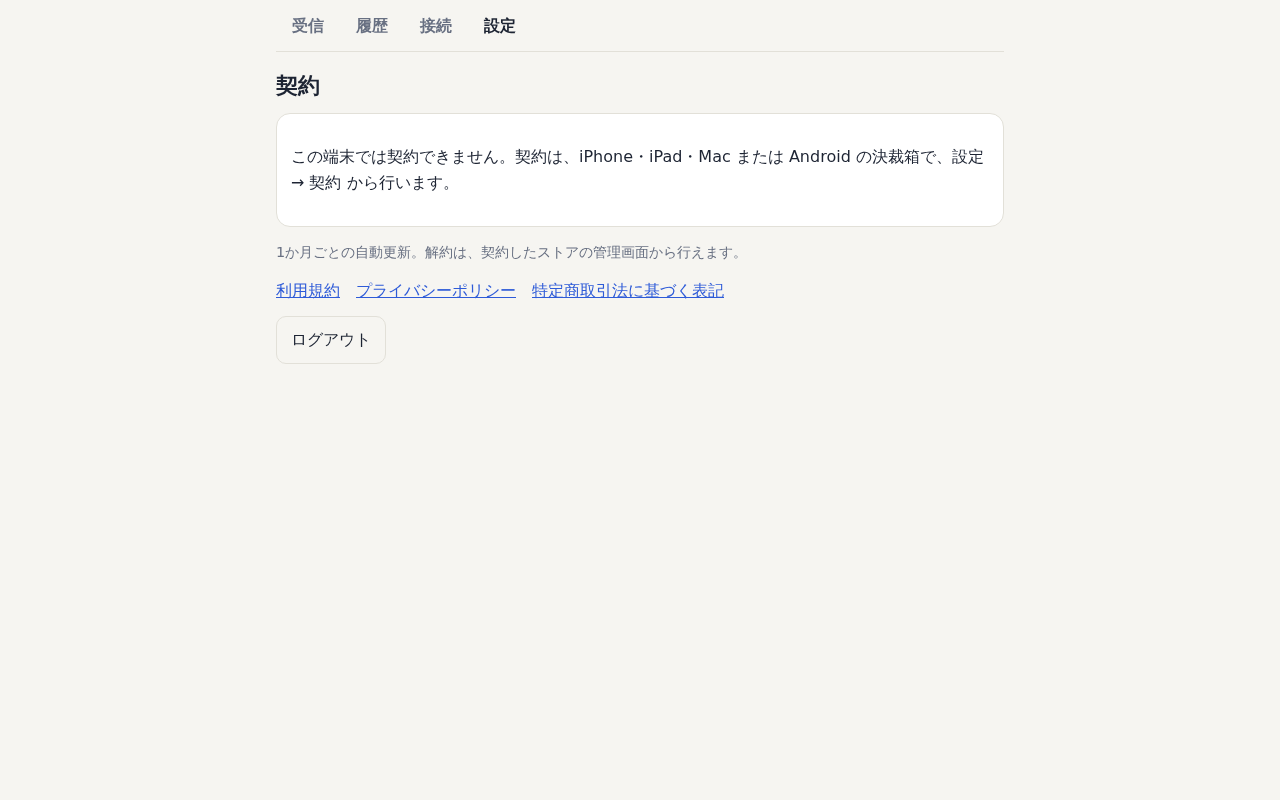 受信 履歴 接続 設定
契約
この端末では契約できません。契約は、iPhone・iPad・Mac または Android の決裁箱で、設定
→ 契約 から行います。
1か月ごとの自動更新。解約は、契約したストアの管理画面から行えます。
利用規約 プライバシーポリシー 特定商取引法に基づく表記
ログアウト